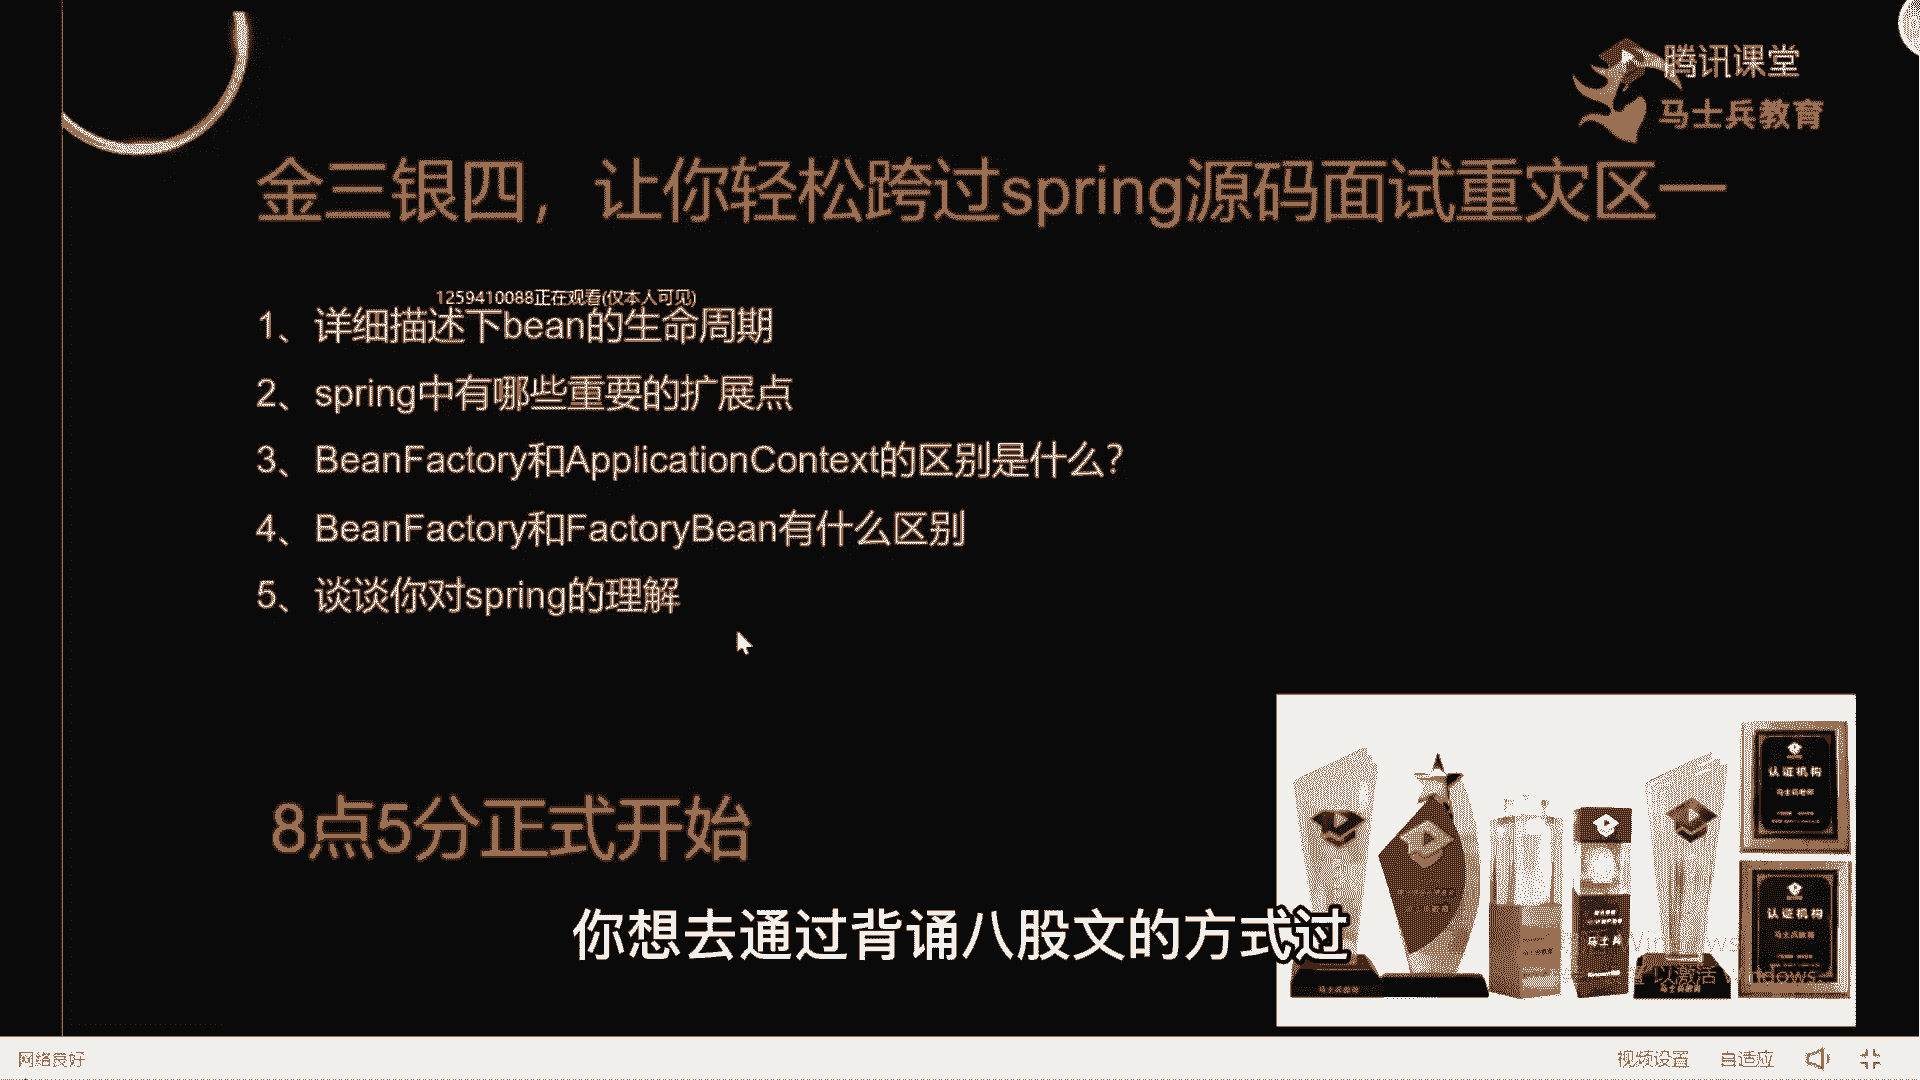 腾讯课堂
马士兵教育
金三银四，让你轻松跨过spring源码面试重灾区一
1259410088正在观看(仅本人可见)
1、详细描述下bean的生命周期
2、spring中有哪些重要的扩展点
3、BeanFactory和ApplicationContext的区别是什么?
4、BeanFactory和FactoryBean有什么区别
5、谈谈你对spring的理解
8点5分正式开始
认证机构
认证机构
马士兵
Windows
以激活 Windows
你想去通过背诵八股文的方式过
网络良好
视频设置
自适应